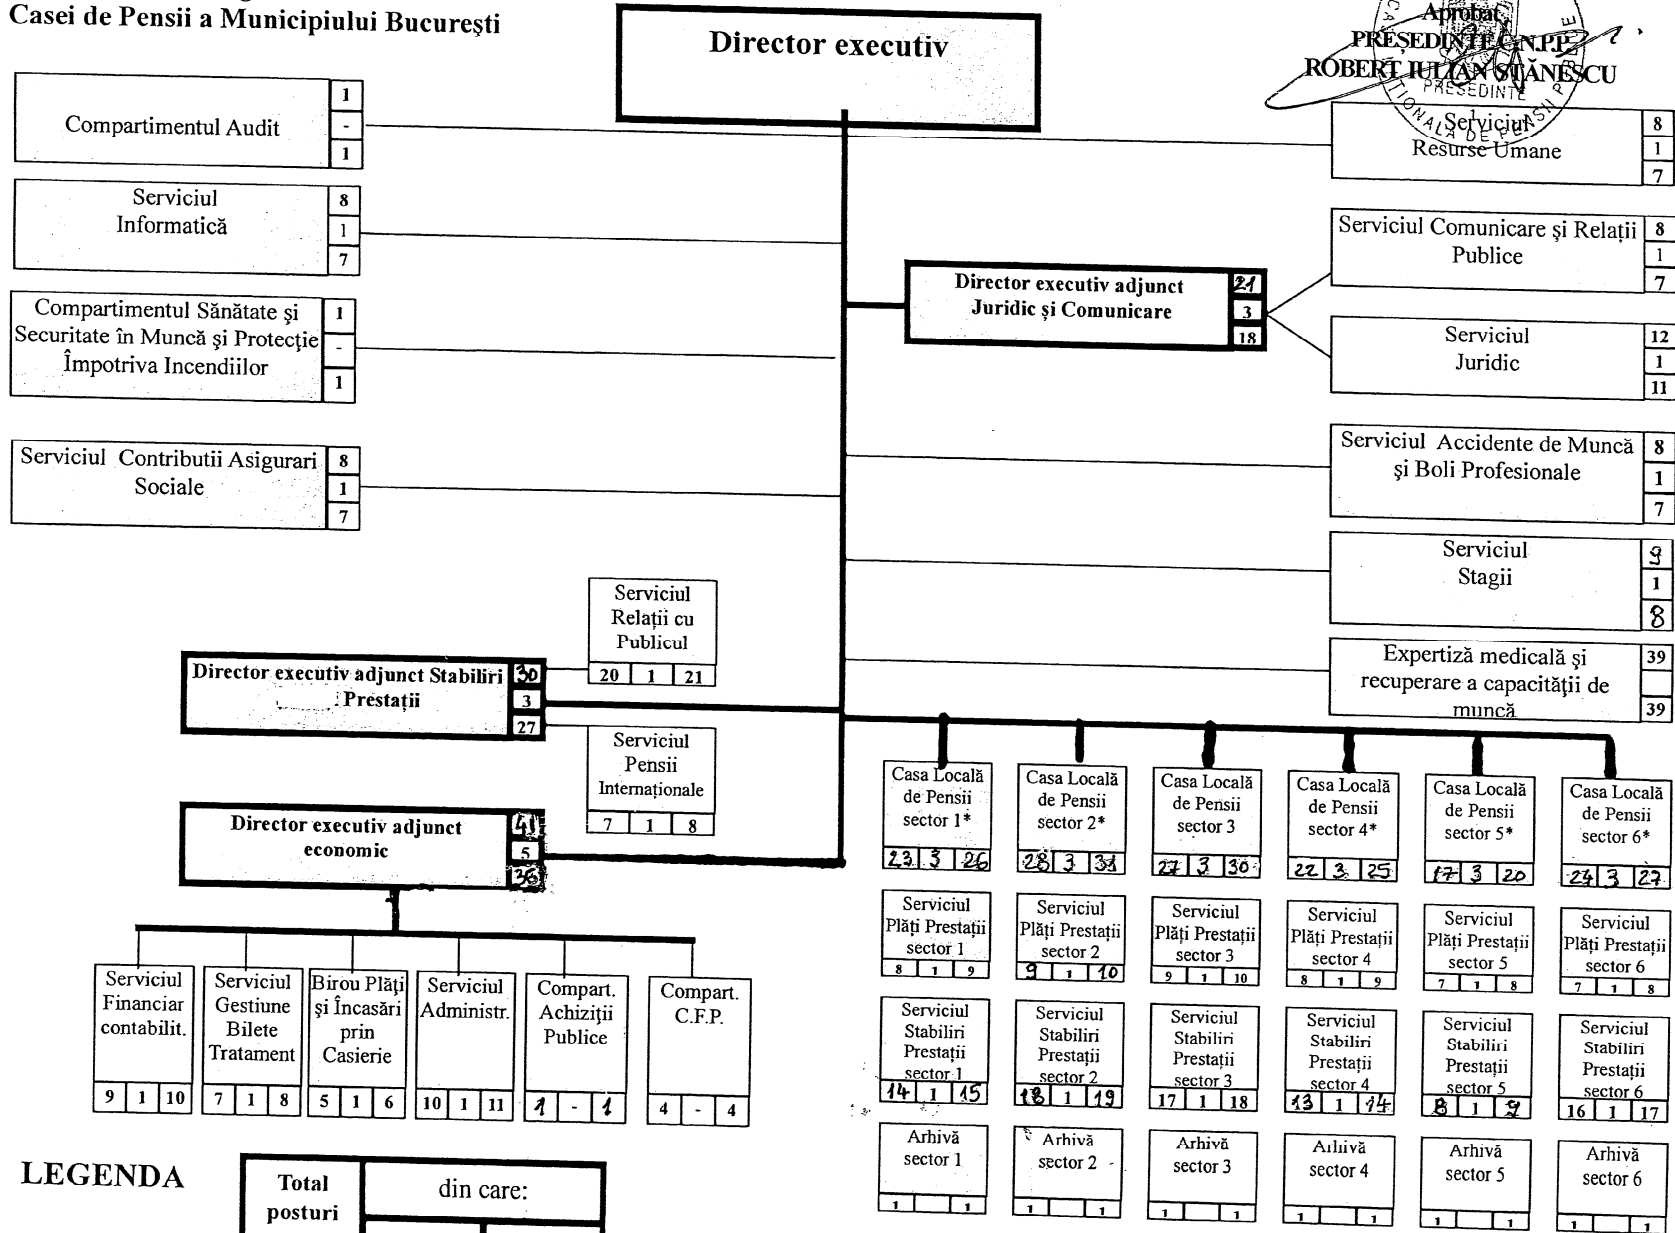 Casei de Pensii a Municipiului București
Director executiv
Aprobat,
PREȘEDINTE C.N.P.P.
ROBERT IULIAN STĂNESCU
PREȘEDINTE
Compartimentul Audit
1
-
1
Serviciul
Resurse Umane
8
1
7
Serviciul
Informatică
8
1
7
Serviciul Comunicare și Relații
Publice
8
1
7
Director executiv adjunct
Juridic și Comunicare
21
3
18
Compartimentul Sănătate și
Securitate în Muncă și Protecție
Împotriva Incendiilor
1
-
1
Serviciul
Juridic
12
1
11
Serviciul Contributii Asigurari
Sociale
8
1
7
Serviciul Accidente de Muncă
și Boli Profesionale
8
1
7
Serviciul
Stagii
9
1
8
Expertiză medicală și
recuperare a capacității de
muncă
39
39
Serviciul
Relații cu
Publicul
20 1 21
Director executiv adjunct Stabiliri
Prestații
30
3
27
Serviciul
Pensii
Internaționale
7 1 8
Director executiv adjunct
economic
41
5
36
Serviciul
Financiar
contabilit.
9 1 10
Serviciul
Gestiune
Bilete
Tratament
7 1 8
Birou Plăți
și Încasări
prin
Casierie
5 1 6
Serviciul
Administr.
10 1 11
Compart.
Achiziții
Publice
1 - 1
Compart.
C.F.P.
4 - 4
Casa Locală
de Pensii
sector 1*
23 3 26
Casa Locală
de Pensii
sector 2*
28 3 31
Casa Locală
de Pensii
sector 3
27 3 30
Casa Locală
de Pensii
sector 4*
22 3 25
Casa Locală
de Pensii
sector 5*
17 3 20
Casa Locală
de Pensii
sector 6*
24 3 27
Serviciul
Plăți Prestații
sector 1
8 1 9
Serviciul
Plăți Prestații
sector 2
9 1 10
Serviciul
Plăți Prestații
sector 3
9 1 10
Serviciul
Plăți Prestații
sector 4
8 1 9
Serviciul
Plăți Prestații
sector 5
7 1 8
Serviciul
Plăți Prestații
sector 6
7 1 8
Serviciul
Stabiliri
Prestații
sector 1
14 1 15
Serviciul
Stabiliri
Prestații
sector 2
18 1 19
Serviciul
Stabiliri
Prestații
sector 3
17 1 18
Serviciul
Stabiliri
Prestații
sector 4
13 1 14
Serviciul
Stabiliri
Prestații
sector 5
8 1 9
Serviciul
Stabiliri
Prestații
sector 6
16 1 17
Arhivă
sector 1
1 1
Arhivă
sector 2
1 1
Arhivă
sector 3
1 1
Arhivă
sector 4
1 1
Arhivă
sector 5
1 1
Arhivă
sector 6
1 1
LEGENDA
Total
posturi
din care: